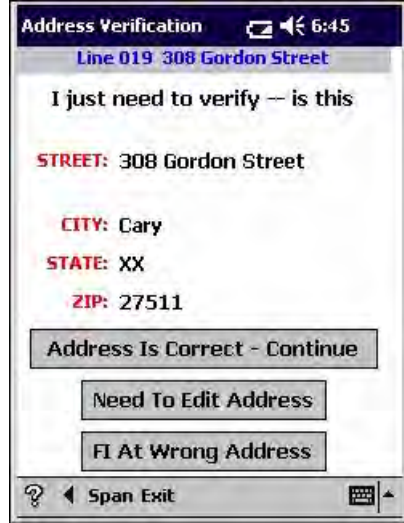 Address Verification 6:45
Line 019 308 Gordon Street
I just need to verify -- is this
STREET: 308 Gordon Street
CITY: Cary
STATE: XX
ZIP: 27511
Address Is Correct - Continue
Need To Edit Address
FI At Wrong Address
? Span Exit